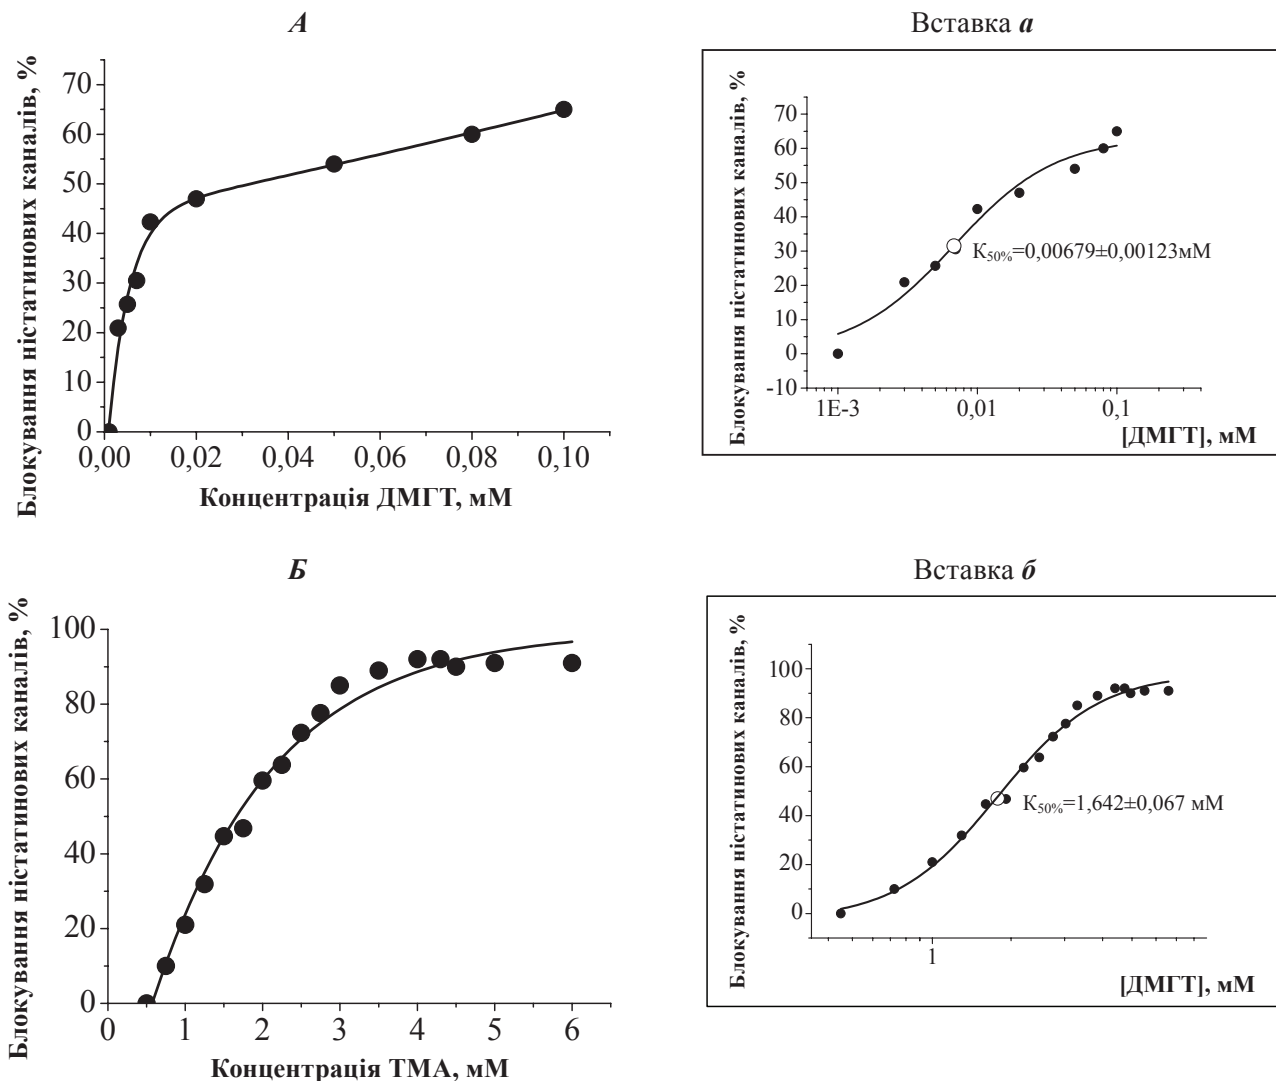 А
Блокування ністатинових каналів, %
70
60
50
40
30
20
10
0
0,00 0,02 0,04 0,06 0,08 0,10
Концентрація ДМГТ, мМ
Вставка а
Блокування ністатинових каналів, %
70
60
50
40
30
20
10
0
-10
K50%=0,00679±0,00123мМ
1E-3 0,01 0,1
[ДМГТ], мМ
Б
Блокування ністатинових каналів, %
100
80
60
40
20
0
0 1 2 3 4 5 6
Концентрація ТМА, мМ
Вставка б
Блокування ністатинових каналів, %
100
80
60
40
20
0
K50%=1,642±0,067 мМ
1
[ДМГТ], мМ